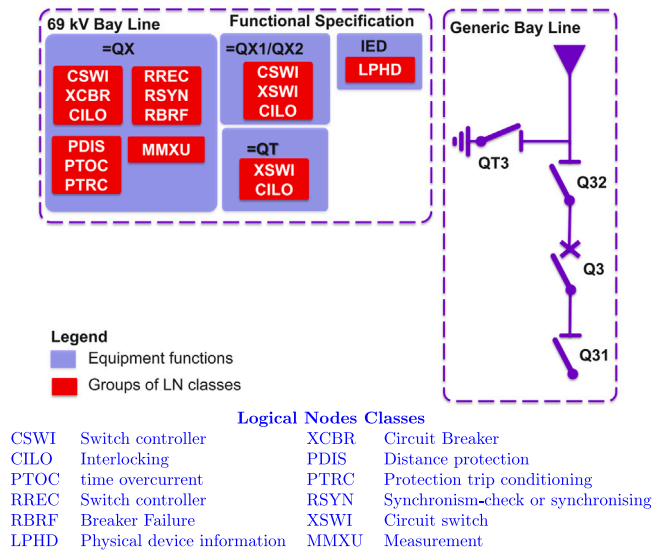 69 kV Bay Line
Functional Specification
=QX
CSWI
XCBR
CILO
RREC
RSYN
RBRF
PDIS
PTOC
PTRC
MMXU
=QX1/QX2
CSWI
XSWI
CILO
=QT
XSWI
CILO
IED
LPHD
Generic Bay Line
QT3
Q32
Q3
Q31
Legend
Equipment functions
Groups of LN classes
Logical Nodes Classes
CSWI Switch controller XCBR Circuit Breaker
CILO Interlocking PDIS Distance protection
PTOC time overcurrent PTRC Protection trip conditioning
RREC Switch controller RSYN Synchronism-check or synchronising
RBRF Breaker Failure XSWI Circuit switch
LPHD Physical device information MMXU Measurement